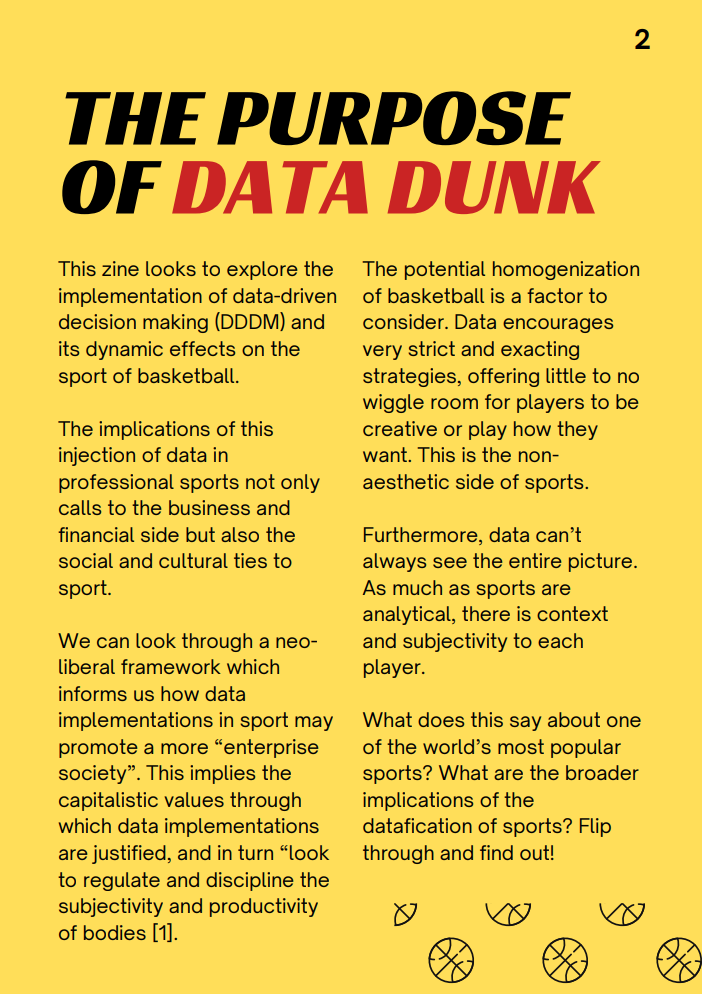 2
THE PURPOSE
OF DATA DUNK
This zine looks to explore the
implementation of data-driven
decision making (DDDM) and
its dynamic effects on the
sport of basketball.
The implications of this
injection of data in
professional sports not only
calls to the business and
financial side but also the
social and cultural ties to
sport.
We can look through a neo-
liberal framework which
informs us how data
implementations in sport may
promote a more “enterprise
society”. This implies the
capitalistic values through
which data implementations
are justified, and in turn “look
to regulate and discipline the
subjectivity and productivity
of bodies [1].
The potential homogenization
of basketball is a factor to
consider. Data encourages
very strict and exacting
strategies, offering little to no
wiggle room for players to be
creative or play how they
want. This is the non-
aesthetic side of sports.
Furthermore, data can’t
always see the entire picture.
As much as sports are
analytical, there is context
and subjectivity to each
player.
What does this say about one
of the world’s most popular
sports? What are the broader
implications of the
datafication of sports? Flip
through and find out!